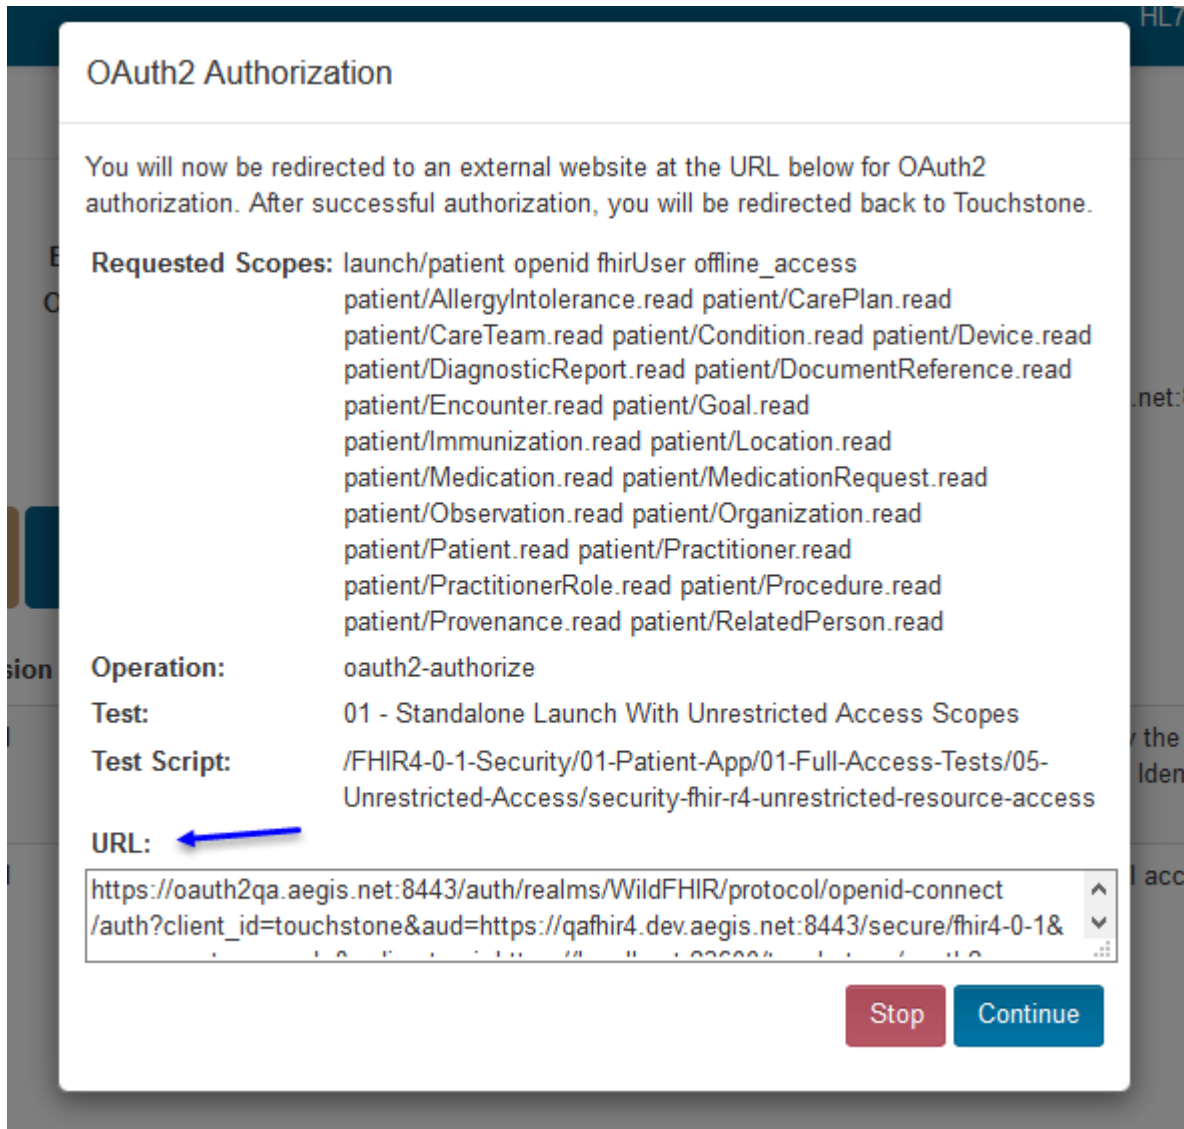 HL7
OAuth2 Authorization
You will now be redirected to an external website at the URL below for OAuth2
authorization. After successful authorization, you will be redirected back to Touchstone.
Requested Scopes: launch/patient openid fhirUser offline_access
patient/AllergyIntolerance.read patient/CarePlan.read
patient/CareTeam.read patient/Condition.read patient/Device.read
patient/DiagnosticReport.read patient/DocumentReference.read
patient/Encounter.read patient/Goal.read
.net:
patient/Immunization.read patient/Location.read
patient/Medication.read patient/MedicationRequest.read
patient/Observation.read patient/Organization.read
patient/Patient.read patient/Practitioner.read
patient/PractitionerRole.read patient/Procedure.read
patient/Provenance.read patient/RelatedPerson.read
sion
Operation: oauth2-authorize
Test: 01 - Standalone Launch With Unrestricted Access Scopes
the
Test Script: /FHIR4-0-1-Security/01-Patient-App/01-Full-Access-Tests/05-
Iden
Unrestricted-Access/security-fhir-r4-unrestricted-resource-access
URL:
acc
https://oauth2qa.aegis.net:8443/auth/realms/WildFHIR/protocol/openid-connect
/auth?client_id=touchstone&aud=https://qafhir4.dev.aegis.net:8443/secure/fhir4-0-1&
Stop Continue